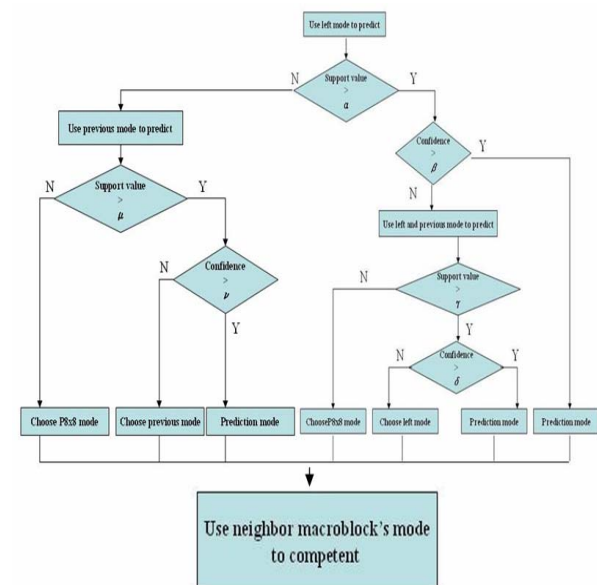 Use left mode to predict
Support value
>
α
N
Y
Use previous mode to predict
Confidence
>
β
Y
N
Support value
>
μ
N
Y
Use left and previous mode to predict
Confidence
>
ν
N
Y
Support value
>
γ
N
Y
Confidence
>
δ
N
Y
Choose P8x8 mode
Choose previous mode
Prediction mode
ChooseP8x8 mode
Choose left mode
Prediction mode
Prediction mode
Use neighbor macroblock's mode
to competent